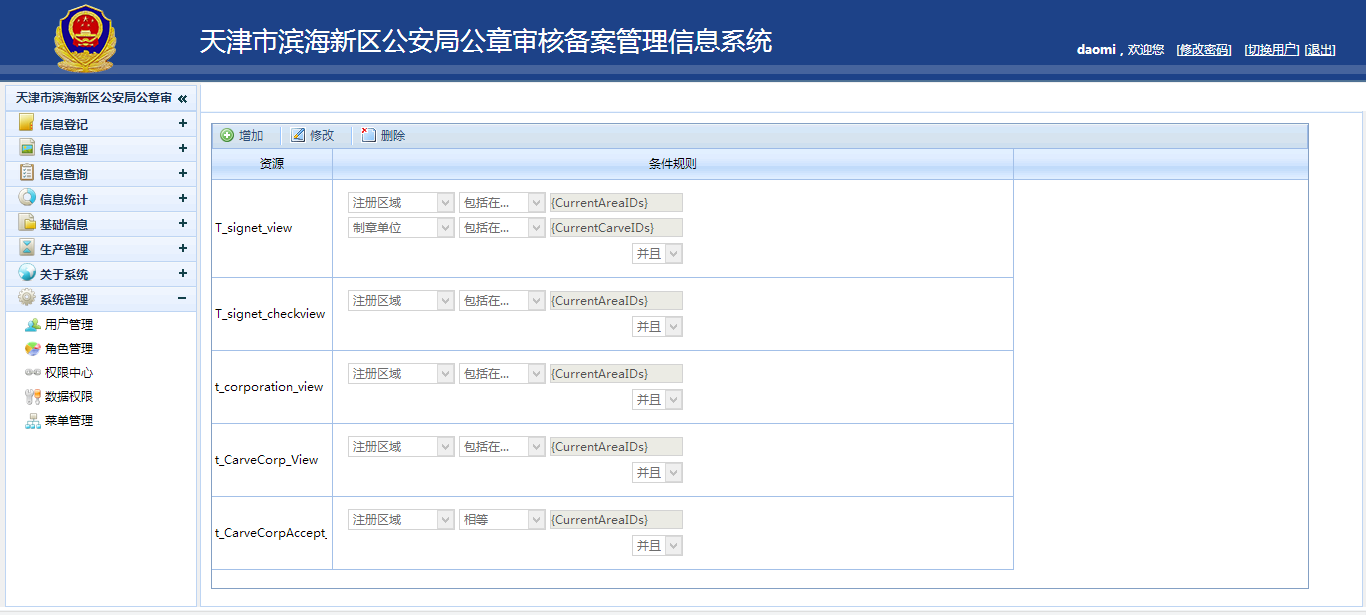 天津市滨海新区公安局公章审核备案管理信息系统
daomi，欢迎您 [修改密码] [切换用户] [退出]
天津市滨海新区公安局公章审 «
信息登记 +
信息管理 +
信息查询 +
信息统计 +
基础信息 +
生产管理 +
关于系统 +
系统管理 −
用户管理
角色管理
权限中心
数据权限
菜单管理
增加 修改 删除
资源 条件规则
T_signet_view
注册区域 包括在... {CurrentAreaIDs}
制章单位 包括在... {CurrentCarveIDs}
并且
T_signet_checkview
注册区域 包括在... {CurrentAreaIDs}
并且
t_corporation_view
注册区域 包括在... {CurrentAreaIDs}
并且
t_CarveCorp_View
注册区域 包括在... {CurrentAreaIDs}
并且
t_CarveCorpAccept_
注册区域 相等 {CurrentAreaIDs}
并且